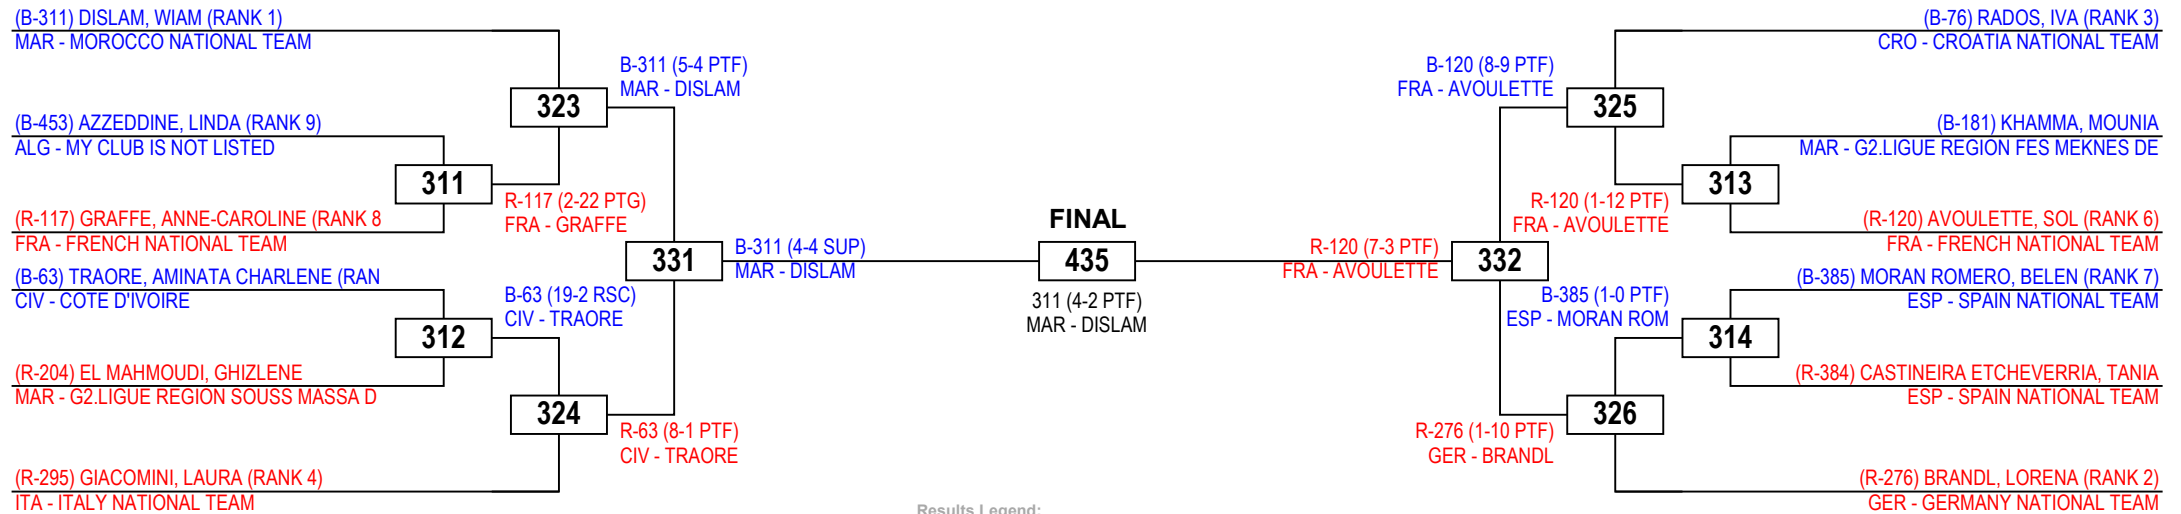 (B-311) DISLAM, WIAM (RANK 1)
MAR - MOROCCO NATIONAL TEAM
(B-453) AZZEDDINE, LINDA (RANK 9)
ALG - MY CLUB IS NOT LISTED
(R-117) GRAFFE, ANNE-CAROLINE (RANK 8
FRA - FRENCH NATIONAL TEAM
(B-63) TRAORE, AMINATA CHARLENE (RAN
CIV - COTE D'IVOIRE
(R-204) EL MAHMOUDI, GHIZLENE
MAR - G2.LIGUE REGION SOUSS MASSA D
(R-295) GIACOMINI, LAURA (RANK 4)
ITA - ITALY NATIONAL TEAM
311
312
R-117 (2-22 PTG)
FRA - GRAFFE
B-63 (19-2 RSC)
CIV - TRAORE
323
324
B-311 (5-4 PTF)
MAR - DISLAM
R-63 (8-1 PTF)
CIV - TRAORE
331
B-311 (4-4 SUP)
MAR - DISLAM
FINAL
435
311 (4-2 PTF)
MAR - DISLAM
Results Legend:
R-120 (7-3 PTF)
FRA - AVOULETTE
332
B-120 (8-9 PTF)
FRA - AVOULETTE
R-276 (1-10 PTF)
GER - BRANDL
325
326
R-120 (1-12 PTF)
FRA - AVOULETTE
B-385 (1-0 PTF)
ESP - MORAN ROM
313
314
(B-76) RADOS, IVA (RANK 3)
CRO - CROATIA NATIONAL TEAM
(B-181) KHAMMA, MOUNIA
MAR - G2.LIGUE REGION FES MEKNES DE
(R-120) AVOULETTE, SOL (RANK 6)
FRA - FRENCH NATIONAL TEAM
(B-385) MORAN ROMERO, BELEN (RANK 7)
ESP - SPAIN NATIONAL TEAM
(R-384) CASTINEIRA ETCHEVERRIA, TANIA
ESP - SPAIN NATIONAL TEAM
(R-276) BRANDL, LORENA (RANK 2)
GER - GERMANY NATIONAL TEAM